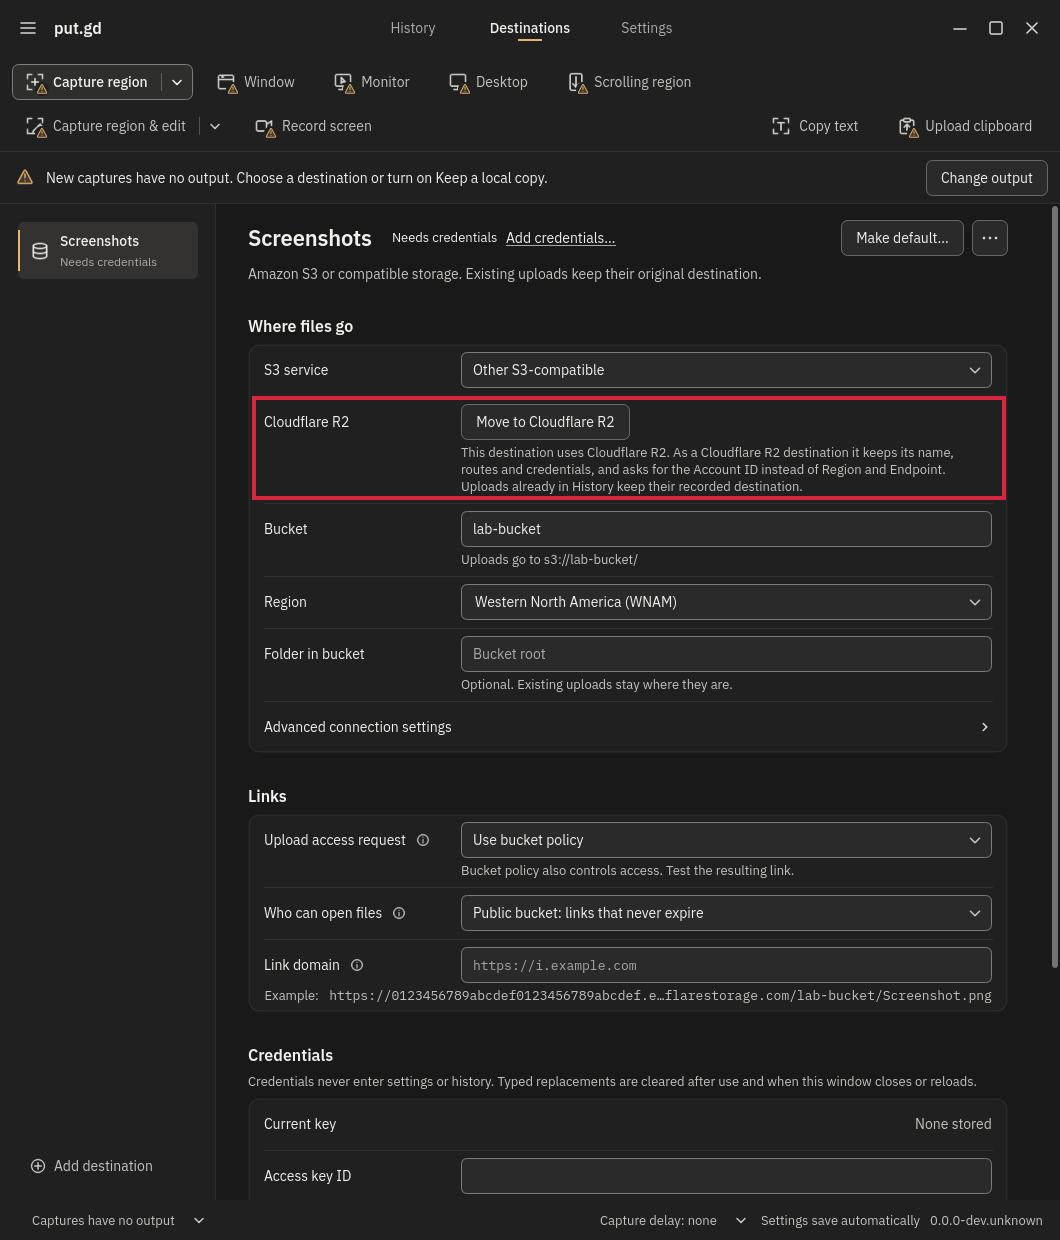 put.gd
History
Destinations
Settings
Capture region
Window
Monitor
Desktop
Scrolling region
Capture region & edit
Record screen
Copy text
Upload clipboard
New captures have no output. Choose a destination or turn on Keep a local copy.
Change output
Screenshots
Needs credentials
Screenshots
Needs credentials
Add credentials...
Make default...
Amazon S3 or compatible storage. Existing uploads keep their original destination.
Where files go
S3 service
Other S3-compatible
Cloudflare R2
Move to Cloudflare R2
This destination uses Cloudflare R2. As a Cloudflare R2 destination it keeps its name,
routes and credentials, and asks for the Account ID instead of Region and Endpoint.
Uploads already in History keep their recorded destination.
Bucket
lab-bucket
Uploads go to s3://lab-bucket/
Region
Western North America (WNAM)
Folder in bucket
Bucket root
Optional. Existing uploads stay where they are.
Advanced connection settings
Links
Upload access request
Use bucket policy
Bucket policy also controls access. Test the resulting link.
Who can open files
Public bucket: links that never expire
Link domain
https://i.example.com
Example: https://0123456789abcdef0123456789abcdef.e…flarestorage.com/lab-bucket/Screenshot.png
Credentials
Credentials never enter settings or history. Typed replacements are cleared after use and when this window closes or reloads.
Current key
None stored
Access key ID
Add destination
Captures have no output
Capture delay: none
Settings save automatically
0.0.0-dev.unknown